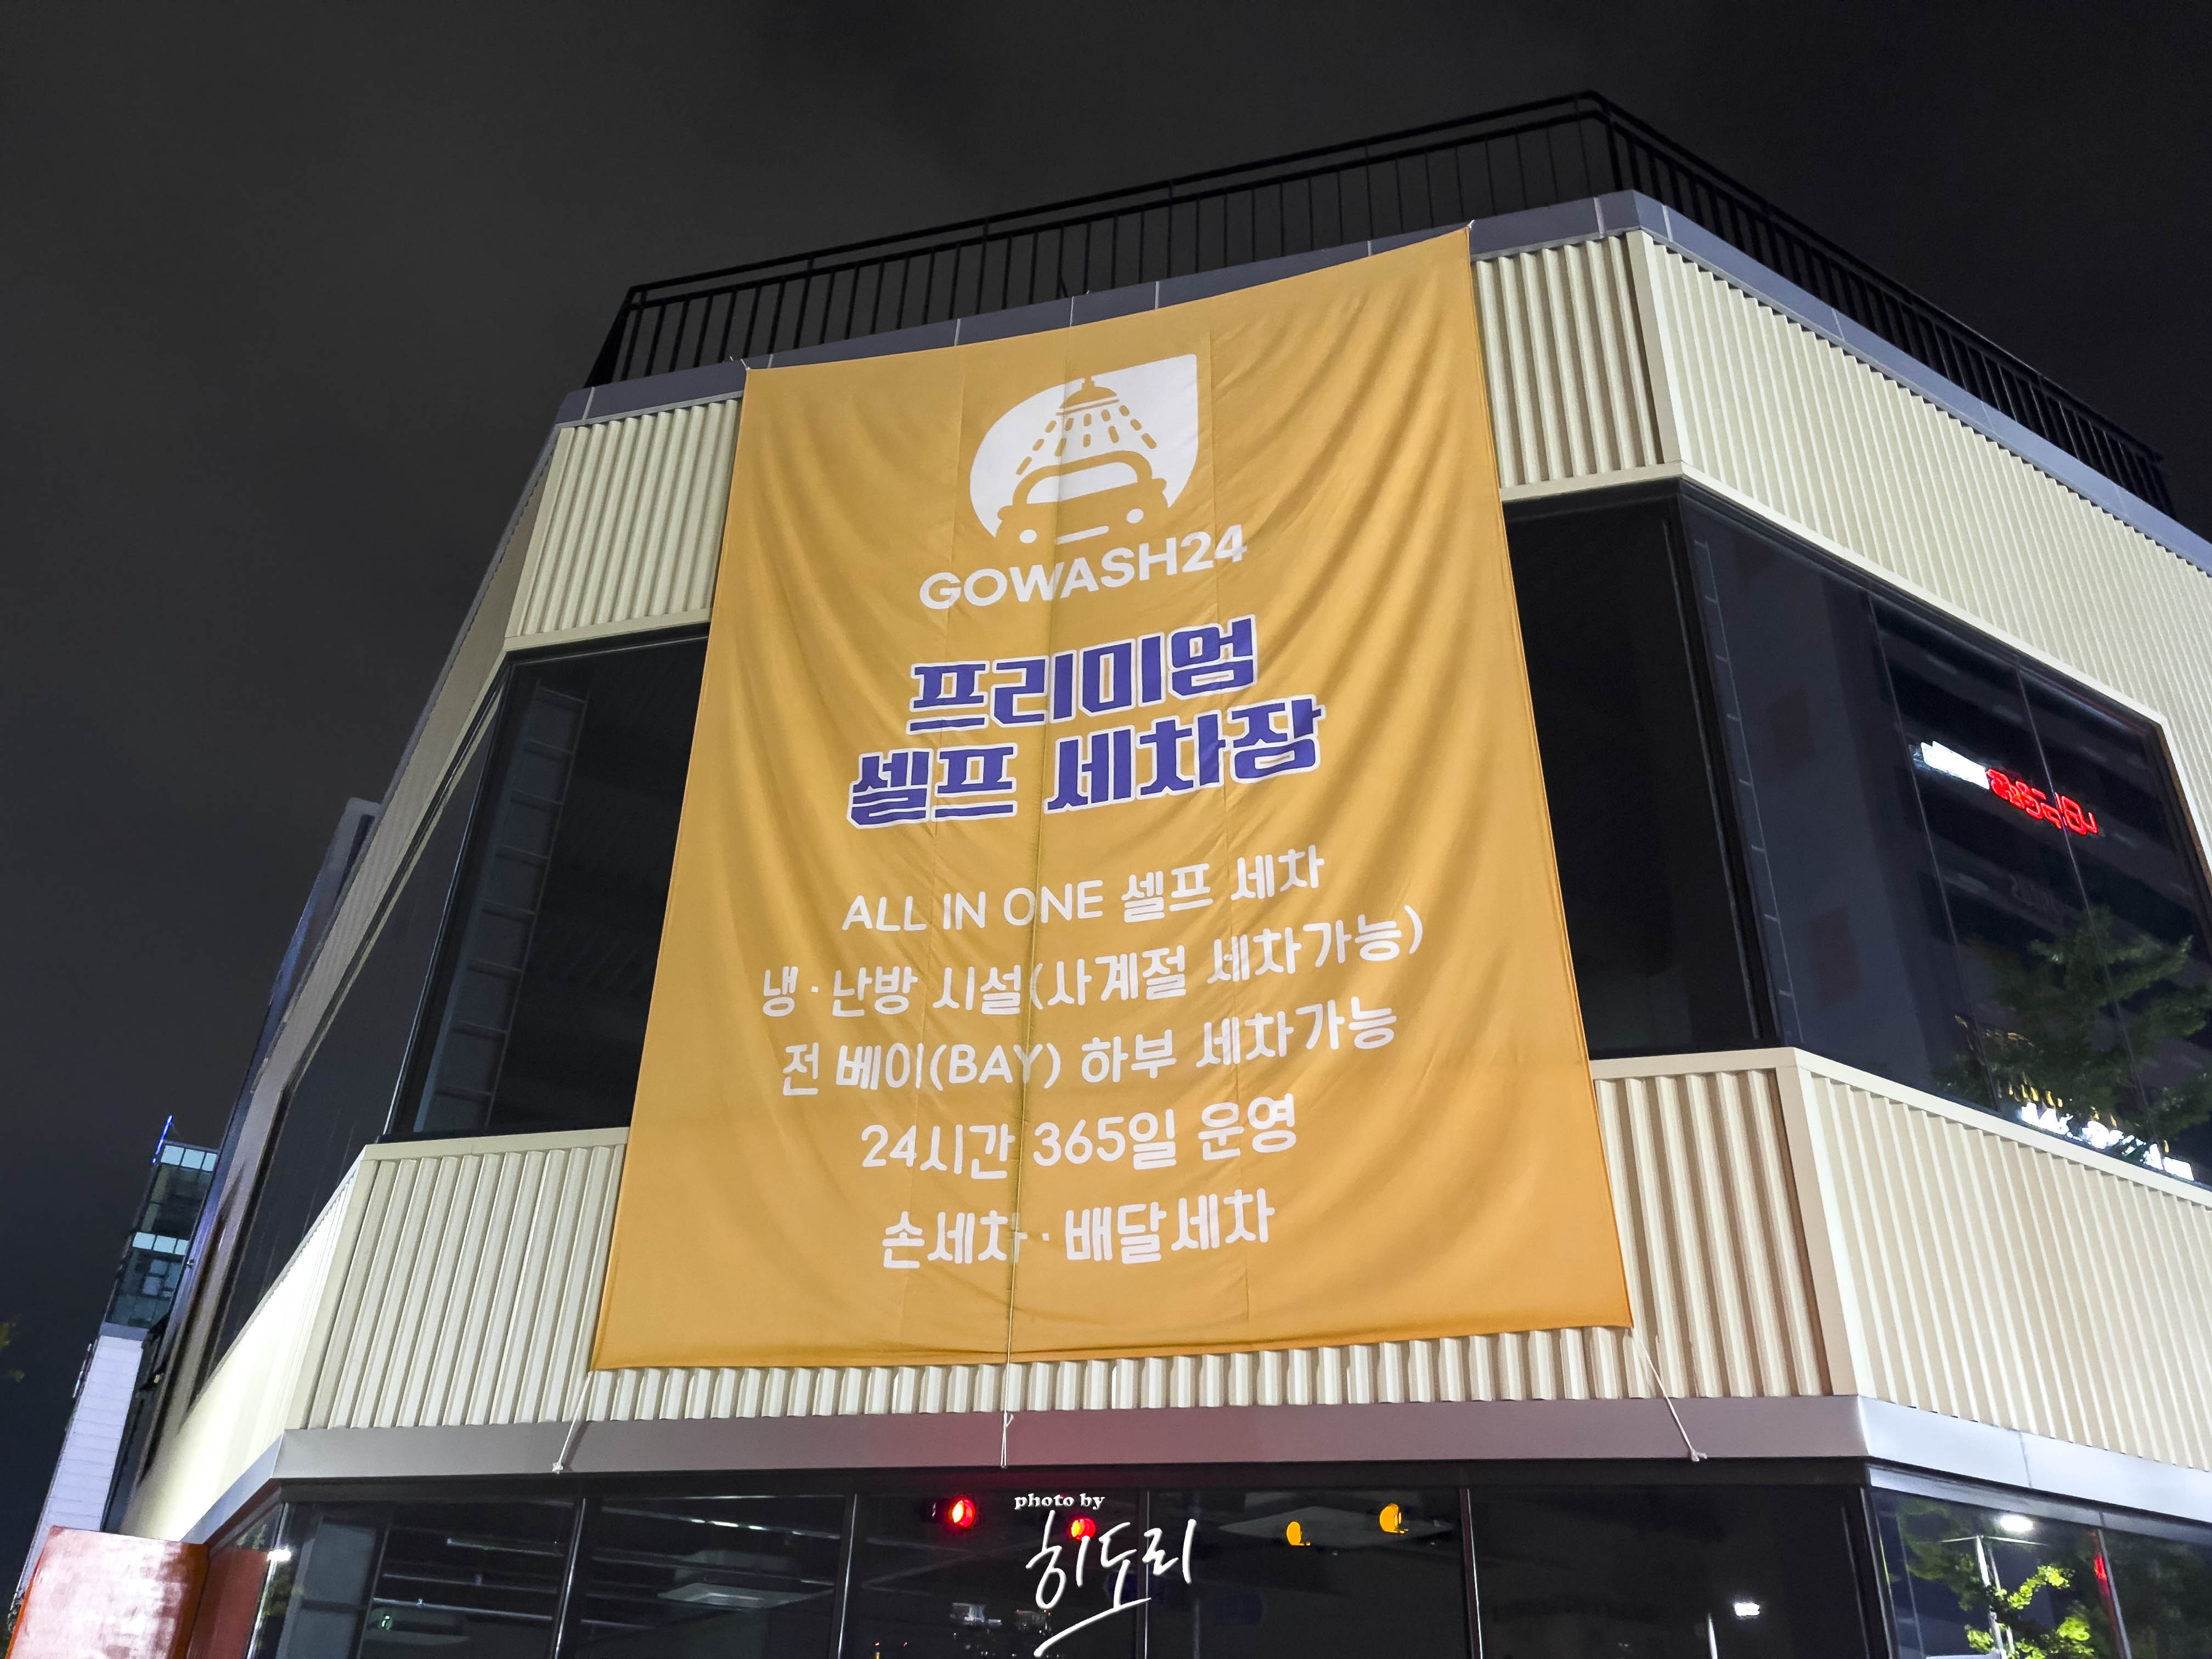 GOWASH24
프리미엄
셀프 세차장
ALL IN ONE 셀프 세차
냉·난방 시설(사계절 세차가능)
전 베이(BAY) 하부 세차가능
24시간 365일 운영
손세차·배달세차
photo by
히도리